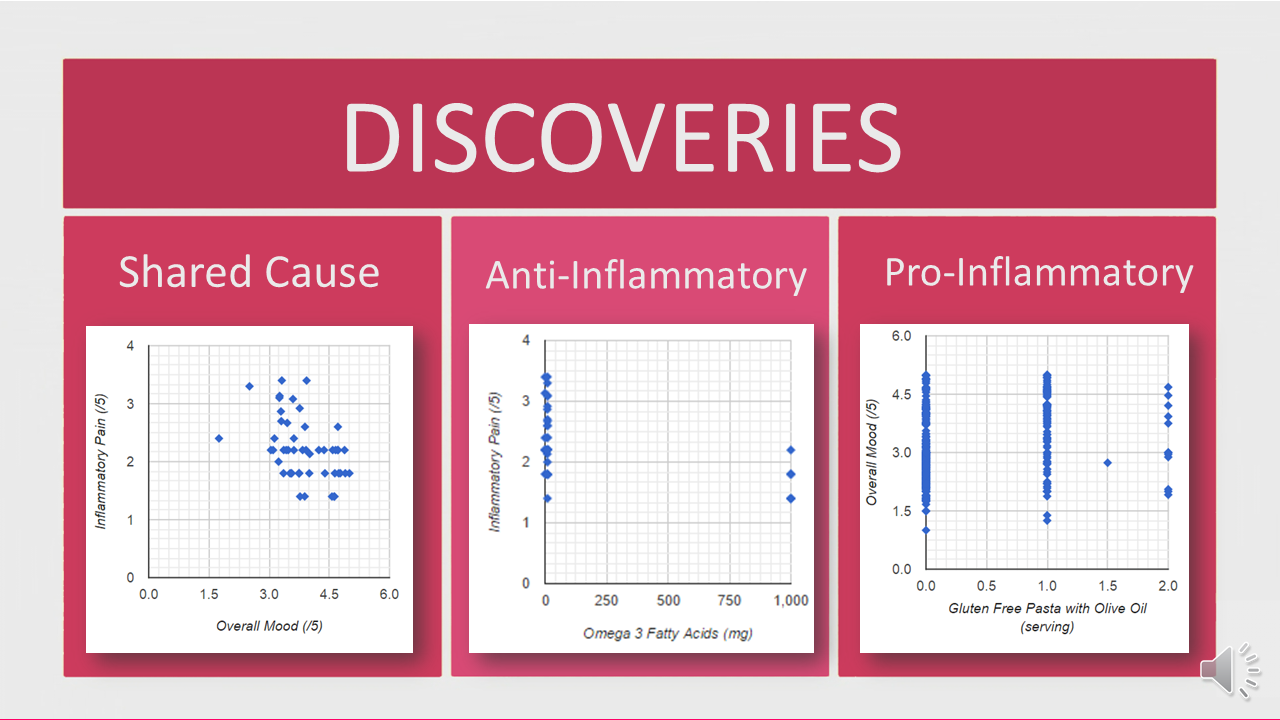 DISCOVERIES
Shared Cause
4
3
2
1
0
0.0 1.5 3.0 4.5 6.0
Inflammatory Pain (/5)
Overall Mood (/5)
Anti-Inflammatory
4
3
2
1
0
0 250 500 750 1,000
Inflammatory Pain (/5)
Omega 3 Fatty Acids (mg)
Pro-Inflammatory
6.0
4.5
3.0
1.5
0.0
0.0 0.5 1.0 1.5 2.0
Overall Mood (/5)
Gluten Free Pasta with Olive Oil
(serving)